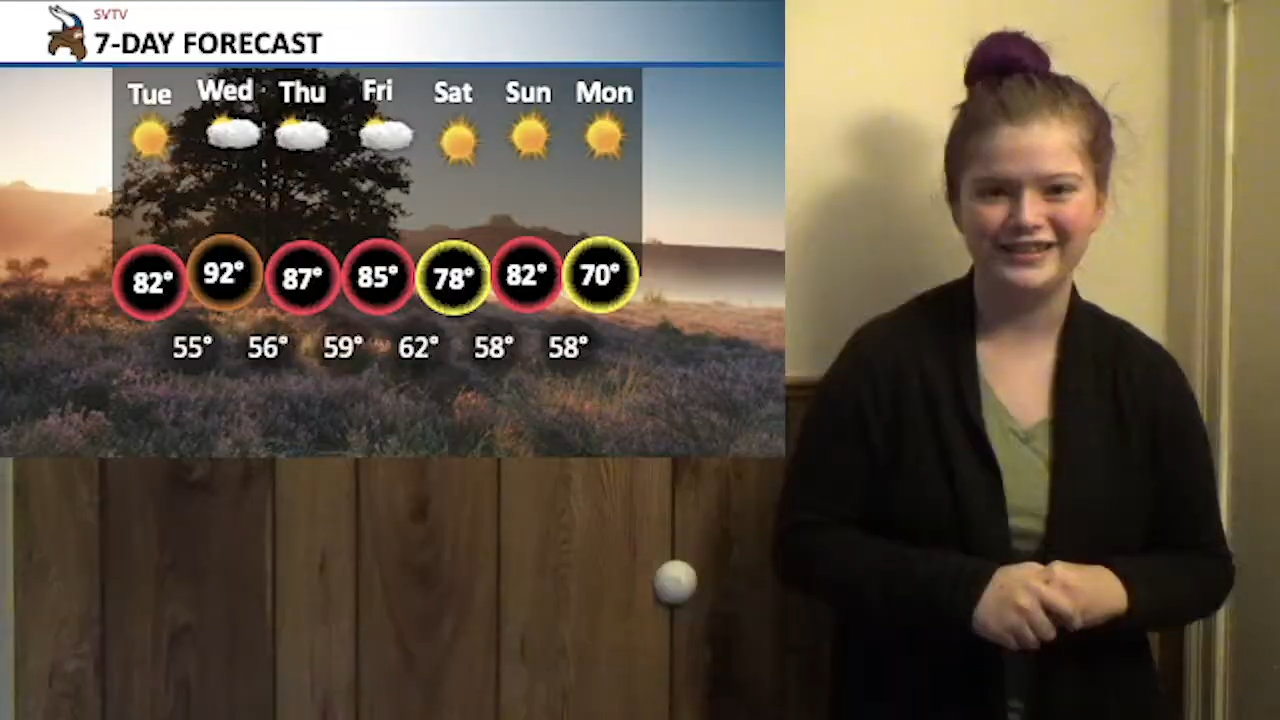 SVTV
7-DAY FORECAST
Tue Wed Thu Fri Sat Sun Mon
82° 92° 87° 85° 78° 82° 70°
55° 56° 59° 62° 58° 58°